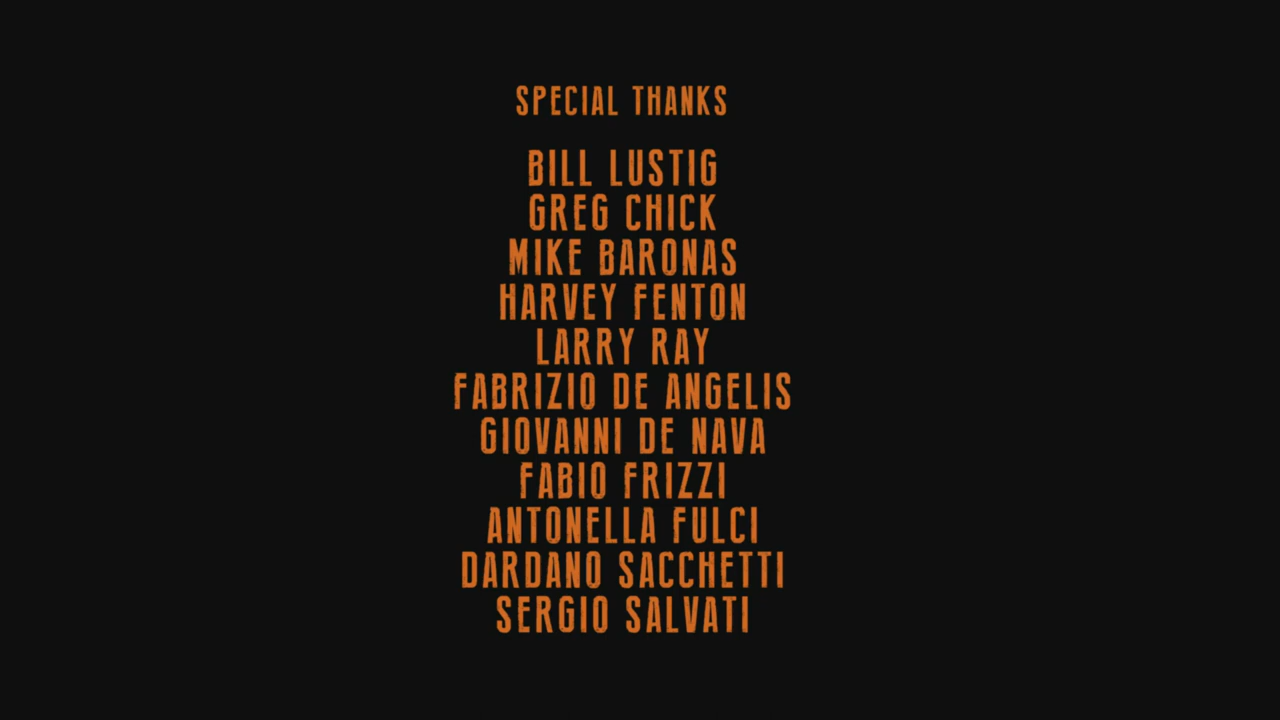 SPECIAL THANKS
BILL LUSTIG
GREG CHICK
MIKE BARONAS
HARVEY FENTON
LARRY RAY
FABRIZIO DE ANGELIS
GIOVANNI DE NAVA
FABIO FRIZZI
ANTONELLA FULCI
DARDANO SACCHETTI
SERGIO SALVATI